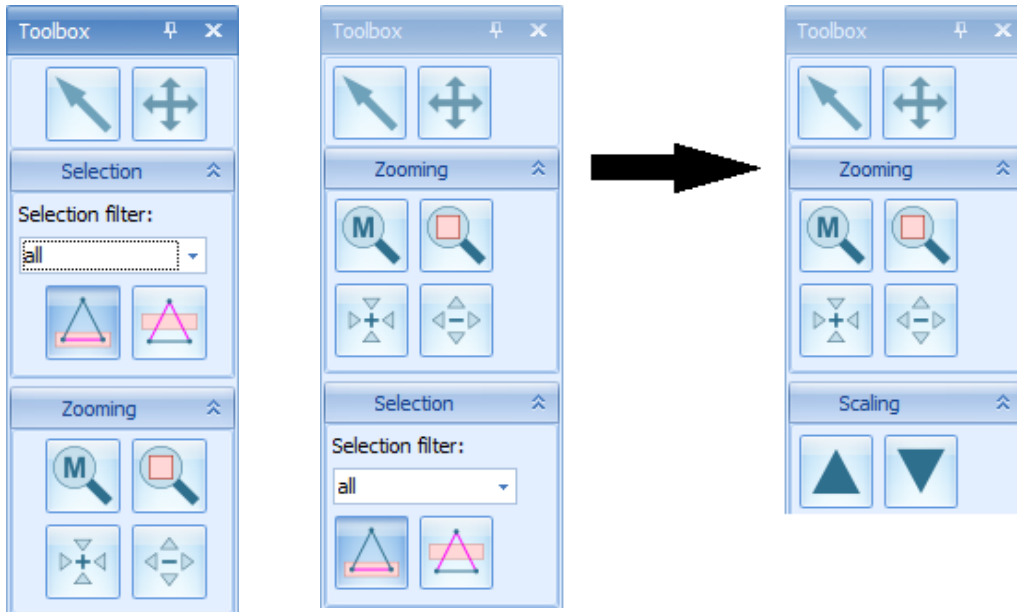 Toolbox
Selection
Selection filter:
all
Zooming
M
Toolbox
Zooming
M
Selection
Selection filter:
all
Toolbox
Zooming
M
Scaling